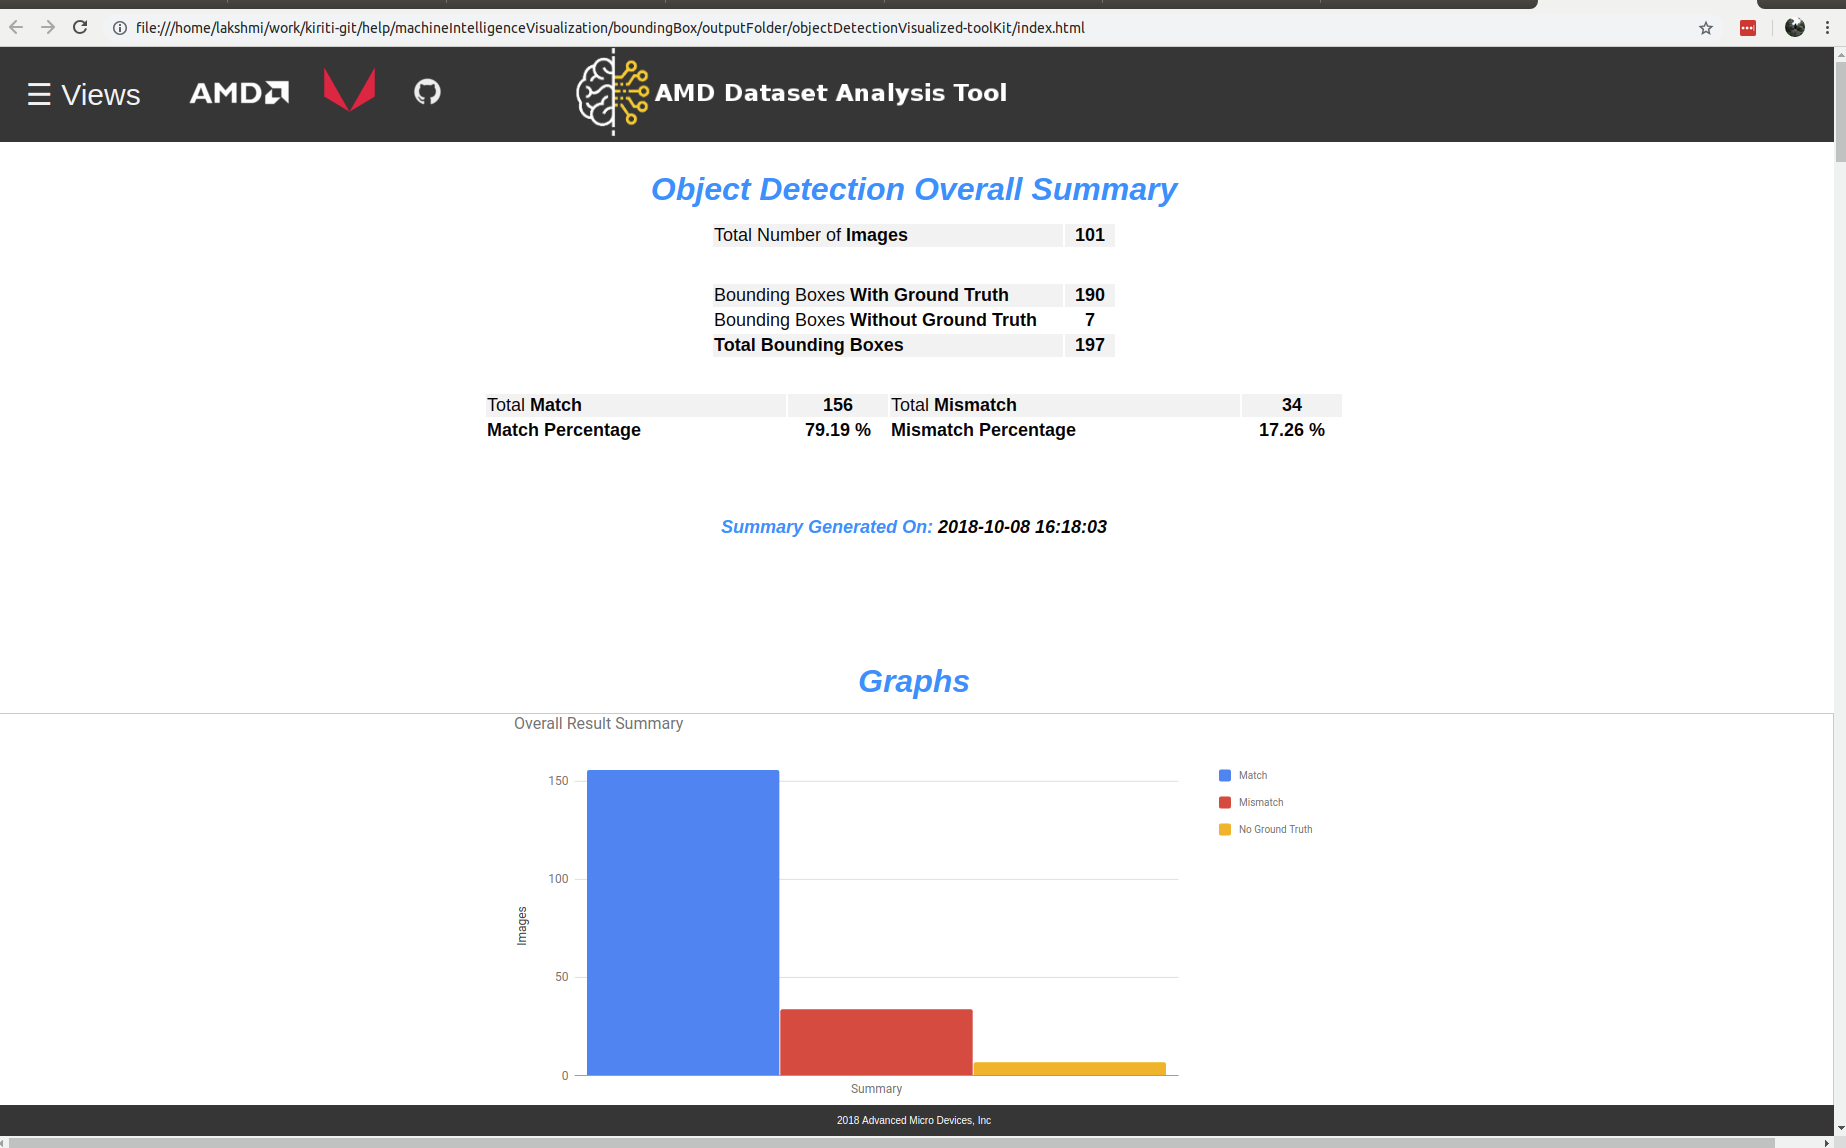 file:///home/lakshmi/work/kiriti-git/help/machineIntelligenceVisualization/boundingBox/outputFolder/objectDetectionVisualized-toolKit/index.html
☰ Views AMD AMD Dataset Analysis Tool
Object Detection Overall Summary
Total Number of Images 101
Bounding Boxes With Ground Truth 190
Bounding Boxes Without Ground Truth 7
Total Bounding Boxes 197
Total Match 156 Total Mismatch 34
Match Percentage 79.19 % Mismatch Percentage 17.26 %
Summary Generated On: 2018-10-08 16:18:03
Graphs
Overall Result Summary
150
100
50
0
Images
Summary
Match
Mismatch
No Ground Truth
2018 Advanced Micro Devices, Inc